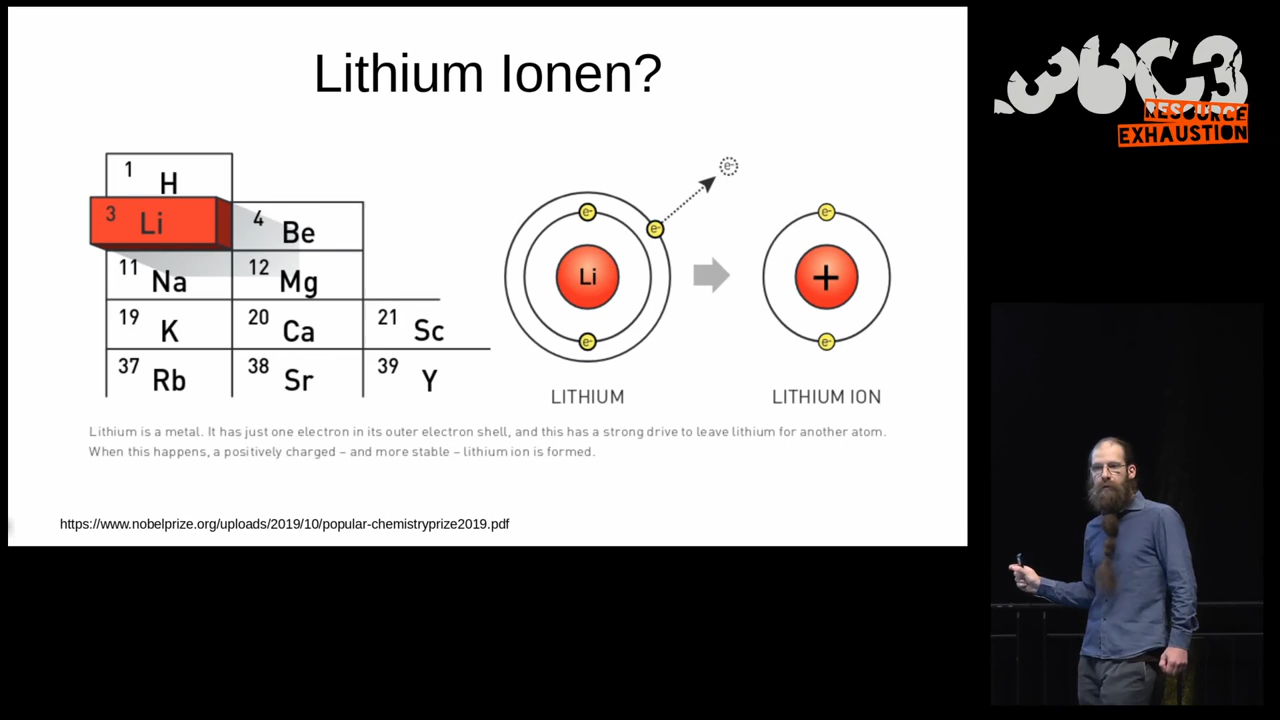 Lithium Ionen?
36C3
RESOURCE
EXHAUSTION
1
H
3
Li
4
Be
11
Na
12
Mg
19
K
20
Ca
21
Sc
37
Rb
38
Sr
39
Y
e-
e-
e-
e-
Li
+
e-
e-
LITHIUM
LITHIUM ION
Lithium is a metal. It has just one electron in its outer electron shell, and this has a strong drive to leave lithium for another atom.
When this happens, a positively charged – and more stable – lithium ion is formed.
https://www.nobelprize.org/uploads/2019/10/popular-chemistryprize2019.pdf